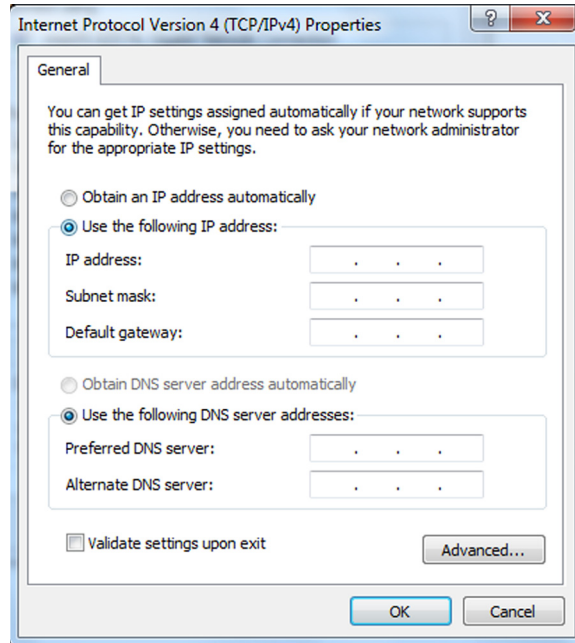 Internet Protocol Version 4 (TCP/IPv4) Properties
General
You can get IP settings assigned automatically if your network supports
this capability. Otherwise, you need to ask your network administrator
for the appropriate IP settings.
Obtain an IP address automatically
Use the following IP address:
IP address:
. . .
Subnet mask:
. . .
Default gateway:
. . .
Obtain DNS server address automatically
Use the following DNS server addresses:
Preferred DNS server:
. . .
Alternate DNS server:
. . .
Validate settings upon exit
Advanced...
OK
Cancel